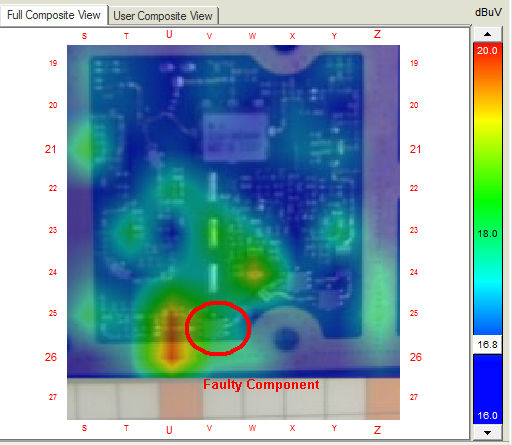 Full Composite View User Composite View dBuV
S T U V W X Y Z
19 19 20.0
20 20
21 21
22 22
23 23 18.0
24 24
25 25
16.8
26 26
Faulty Component
27 27 16.0
S T U V W X Y Z